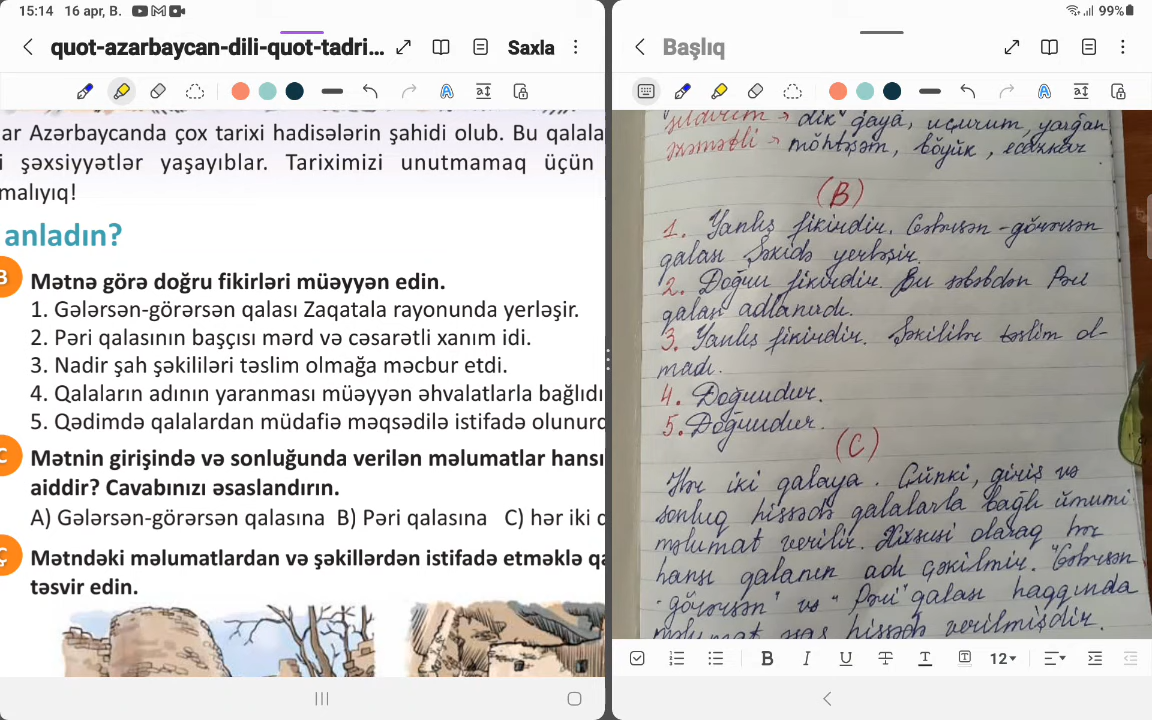 15:14 16 apr, B.
99%
quot-azarbaycan-dili-quot-tadri...
Saxla
Başlıq
ar Azərbaycanda çox tarixi hadisələrin şahidi olub. Bu qalala
i şəxsiyyətlər yaşayıblar. Tariximizi unutmamaq üçün
malıyıq!
anladın?
B Mətnə görə doğru fikirləri müəyyən edin.
1. Gələrsən-görərsən qalası Zaqatala rayonunda yerləşir.
2. Pəri qalasının başçısı mərd və cəsarətli xanım idi.
3. Nadir şah şəkililəri təslim olmağa məcbur etdi.
4. Qalaların adının yaranması müəyyən əhvalatlarla bağlıdı
5. Qədimdə qalalardan müdafiə məqsədilə istifadə olunurd
C Mətnin girişində və sonluğunda verilən məlumatlar hansı
aiddir? Cavabınızı əsaslandırın.
A) Gələrsən-görərsən qalasına B) Pəri qalasına C) hər iki q
Ç Mətndəki məlumatlardan və şəkillərdən istifadə etməklə qa
təsvir edin.
sıldırım → dik qaya, uçurum, yarğan
əzəmətli → möhtəşəm, böyük, ecazkar
(B)
1. Yanlış fikirdir. Gələrsən-görərsən
qalası Şəkidə yerləşir.
2. Doğru fikirdir. Bu səbəbdən Pəri
qalası adlanırdı.
3. Yanlış fikirdir. Şəkililər təslim ol-
madı.
4. Doğrudur.
5. Doğrudur.
(C)
Hər iki qalaya. Çünki, giriş və
sonluq hissədə qalalarla bağlı ümumi
məlumat verilir. Xüsusi olaraq hər
hansı qalanın adı çəkilmir. "Gələrsən
-görərsən" və "Pəri" qalası haqqında
məlumat əsas hissədə verilmişdir.
12